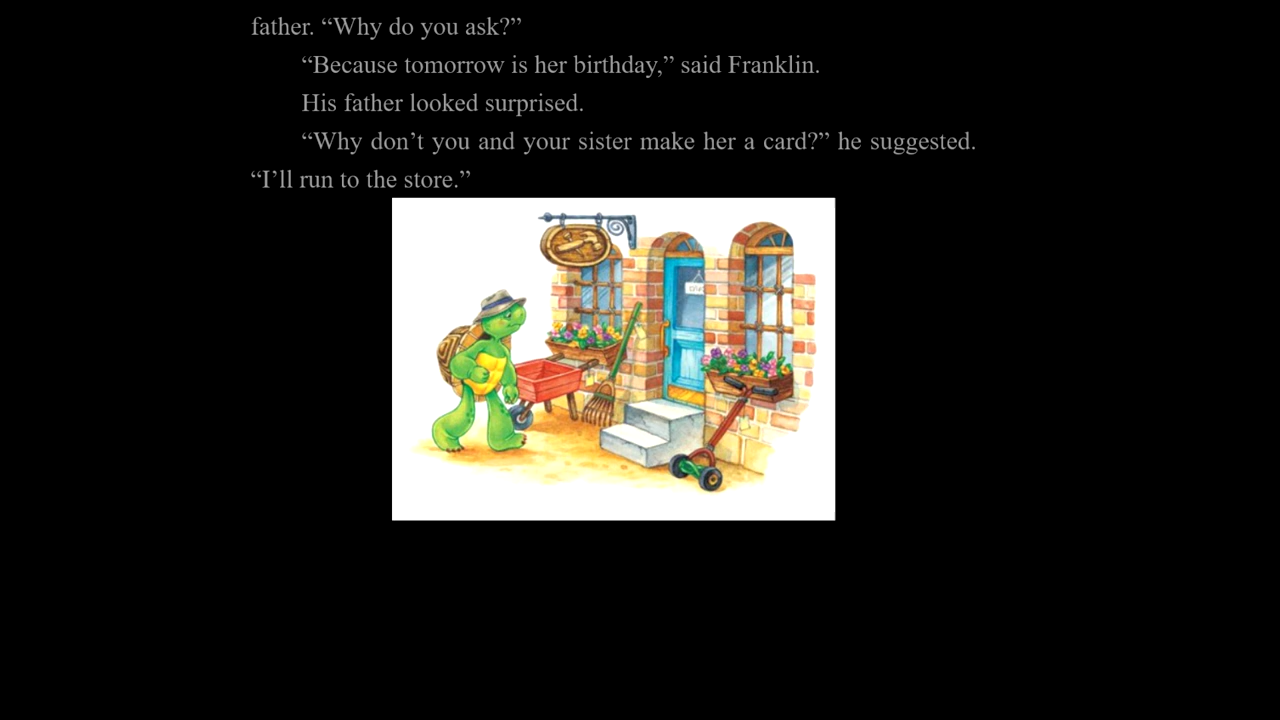 father. “Why do you ask?”
“Because tomorrow is her birthday,” said Franklin.
His father looked surprised.
“Why don’t you and your sister make her a card?” he suggested.
“I’ll run to the store.”